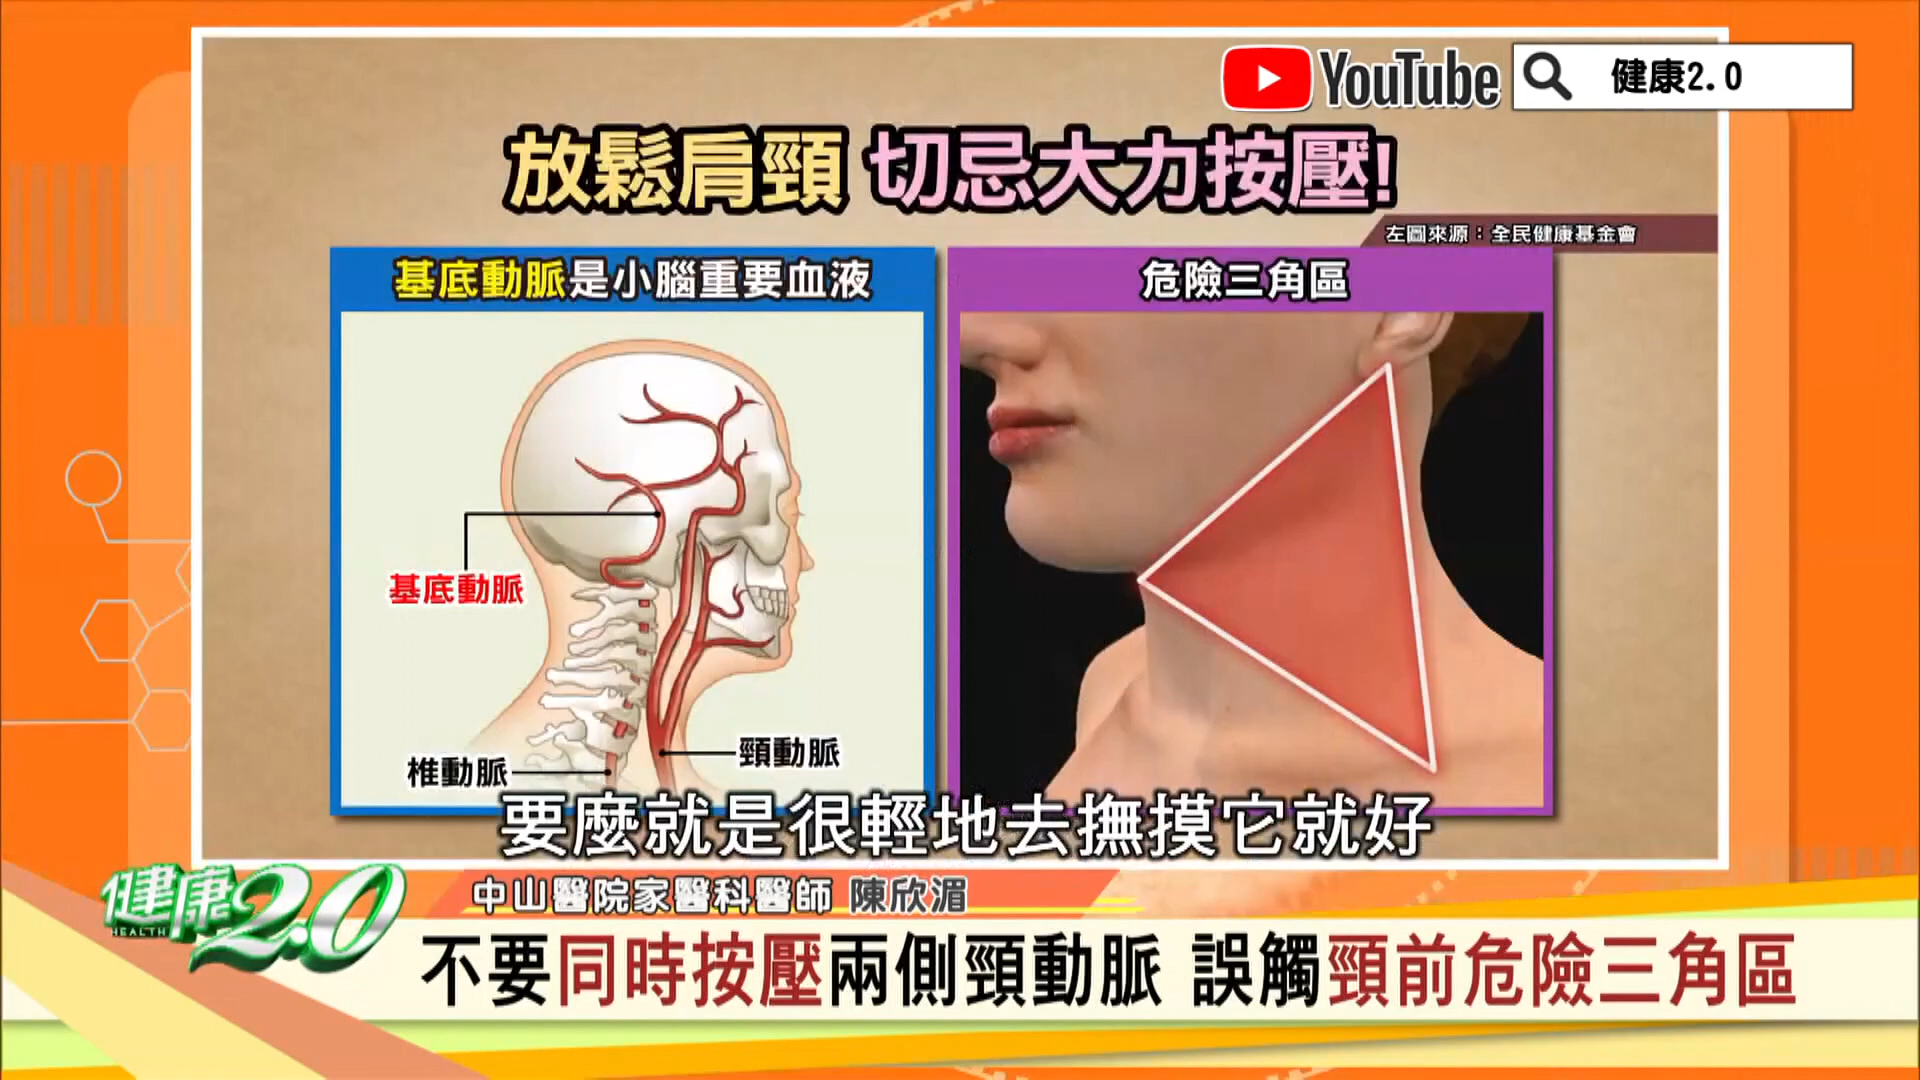 YouTube 健康2.0
放鬆肩頸 切忌大力按壓!
左圖來源：全民健康基金會
基底動脈是小腦重要血液
危險三角區
基底動脈
頸動脈
椎動脈
要麼就是很輕地去撫摸它就好
健康2.0
HEALTH
中山醫院家醫科醫師 陳欣湄
不要同時按壓兩側頸動脈 誤觸頸前危險三角區